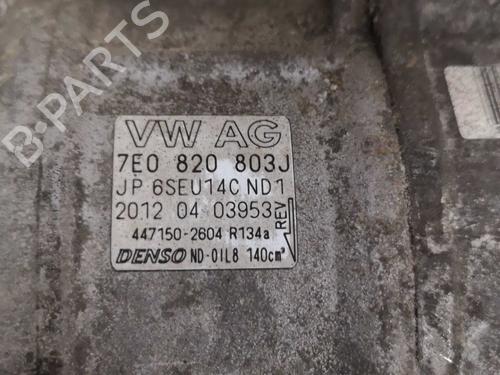 B-PARTS
VW AG
7E0 820 803J
JP 6SEU14C ND1
2012 04 03953
REV
447150-2604 R134a
DENSO ND-OIL8 140cm³